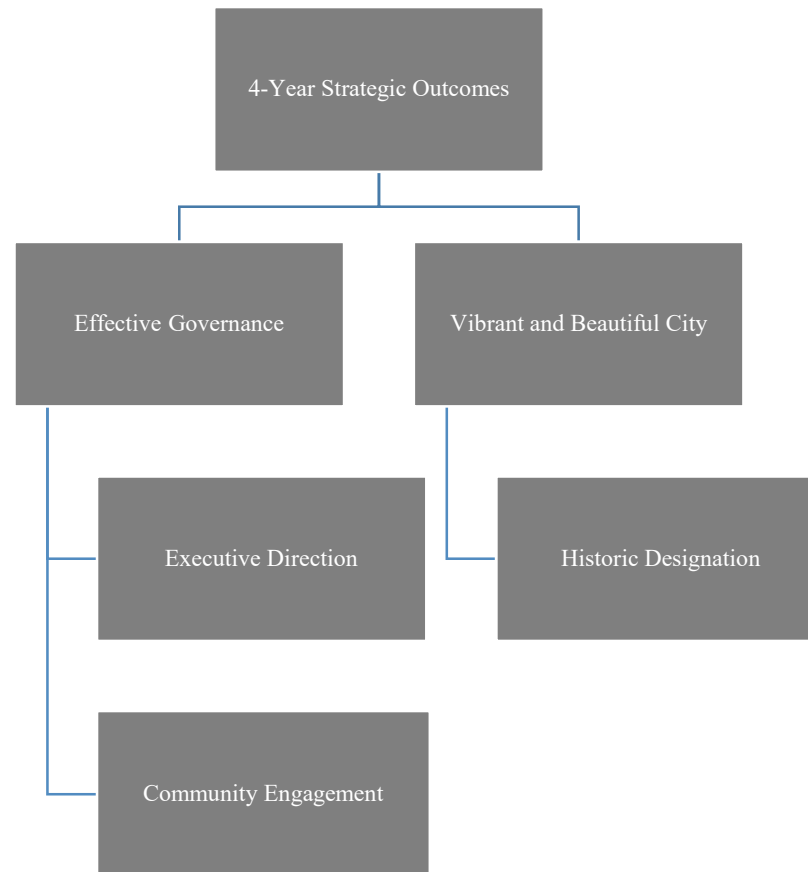 4-Year Strategic Outcomes
Effective Governance
Vibrant and Beautiful City
Executive Direction
Historic Designation
Community Engagement